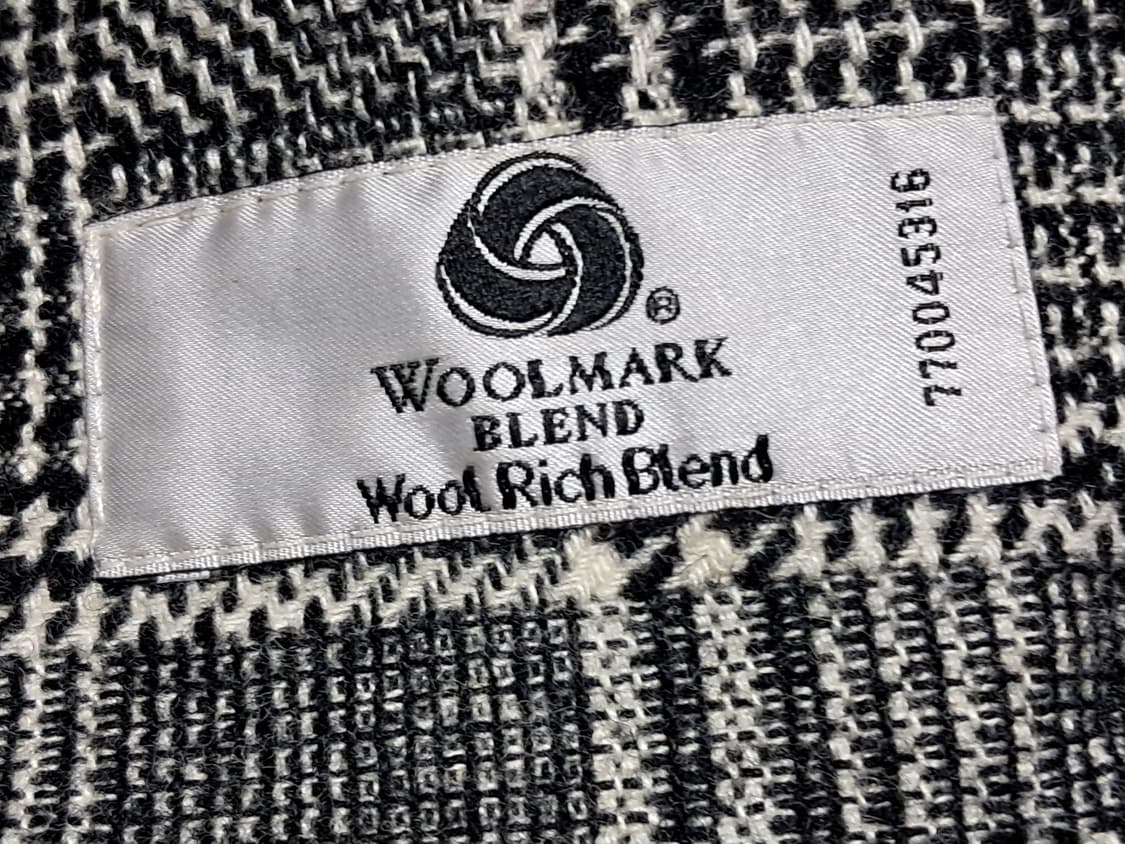 ®
WOOLMARK
BLEND
Wool Rich Blend
770045316